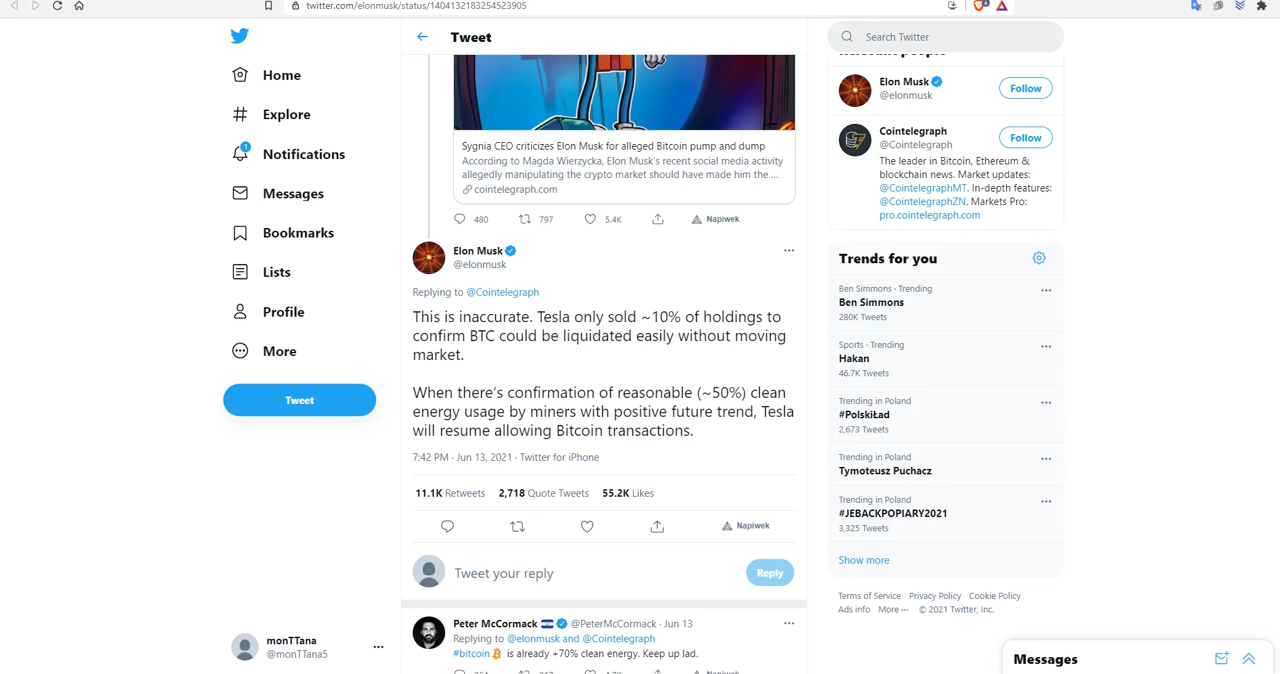 twitter.com/elonmusk/status/1404132183254523905
Tweet
Search Twitter
Home
Explore
1
Notifications
Messages
Bookmarks
Lists
Profile
More
Tweet
monTTana
@monTTana5
Sygnia CEO criticizes Elon Musk for alleged Bitcoin pump and dump
According to Magda Wierzycka, Elon Musk's recent social media activity
allegedly manipulating the crypto market should have made him the ...
cointelegraph.com
480 797 5.4K Napiwek
Elon Musk
@elonmusk
Replying to @Cointelegraph
This is inaccurate. Tesla only sold ~10% of holdings to
confirm BTC could be liquidated easily without moving
market.
When there's confirmation of reasonable (~50%) clean
energy usage by miners with positive future trend, Tesla
will resume allowing Bitcoin transactions.
7:42 PM · Jun 13, 2021 · Twitter for iPhone
11.1K Retweets 2,718 Quote Tweets 55.2K Likes
Napiwek
Tweet your reply
Reply
Peter McCormack @PeterMcCormack · Jun 13
Replying to @elonmusk and @Cointelegraph
#bitcoin is already +70% clean energy. Keep up lad.
Elon Musk
@elonmusk
Follow
Cointelegraph
@Cointelegraph
Follow
The leader in Bitcoin, Ethereum &
blockchain news. Market updates:
@CointelegraphMT. In-depth features:
@CointelegraphZN. Markets Pro:
pro.cointelegraph.com
Trends for you
Ben Simmons · Trending
Ben Simmons
280K Tweets
Sports · Trending
Hakan
46.7K Tweets
Trending in Poland
#PolskiŁad
2,673 Tweets
Trending in Poland
Tymoteusz Puchacz
Trending in Poland
#JEBACKPOPIARY2021
3,325 Tweets
Show more
Terms of Service Privacy Policy Cookie Policy
Ads info More ··· © 2021 Twitter, Inc.
Messages